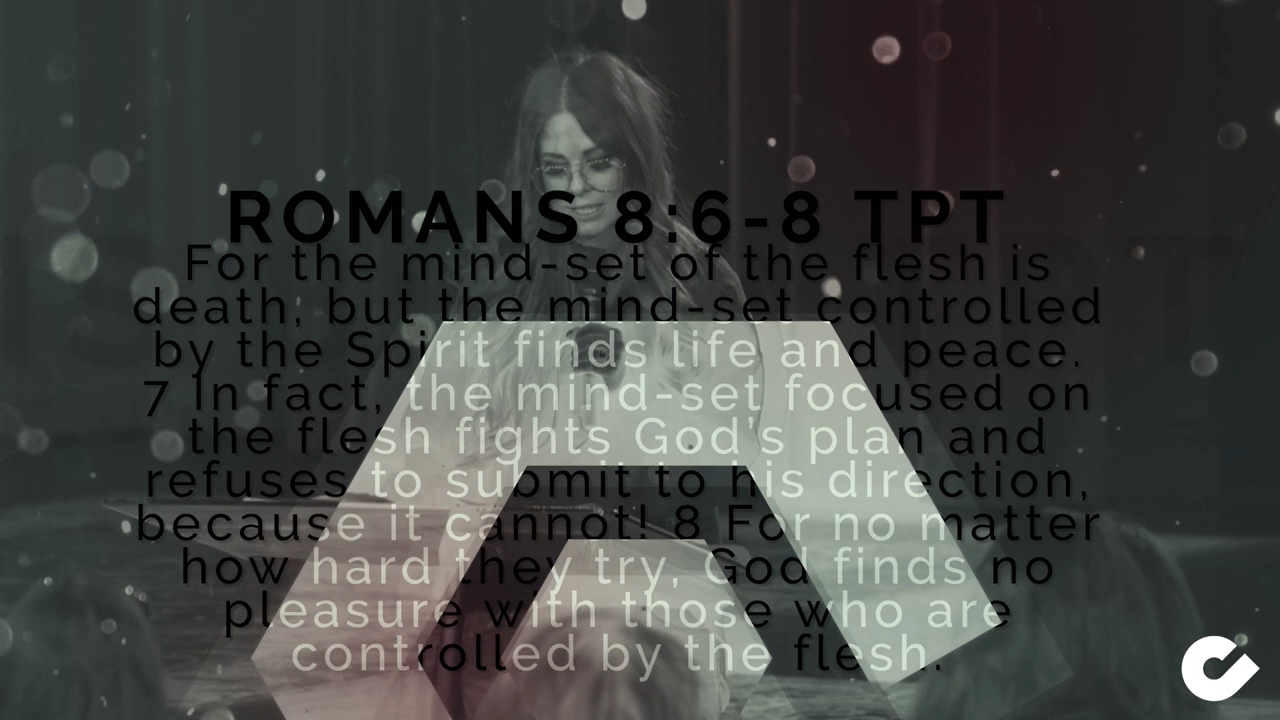 ROMANS 8:6-8 TPT
For the mind-set of the flesh is
death, but the mind-set controlled
by the Spirit finds life and peace.
7 In fact, the mind-set focused on
the flesh fights God's plan and
refuses to submit to his direction,
because it cannot! 8 For no matter
how hard they try, God finds no
pleasure with those who are
controlled by the flesh.